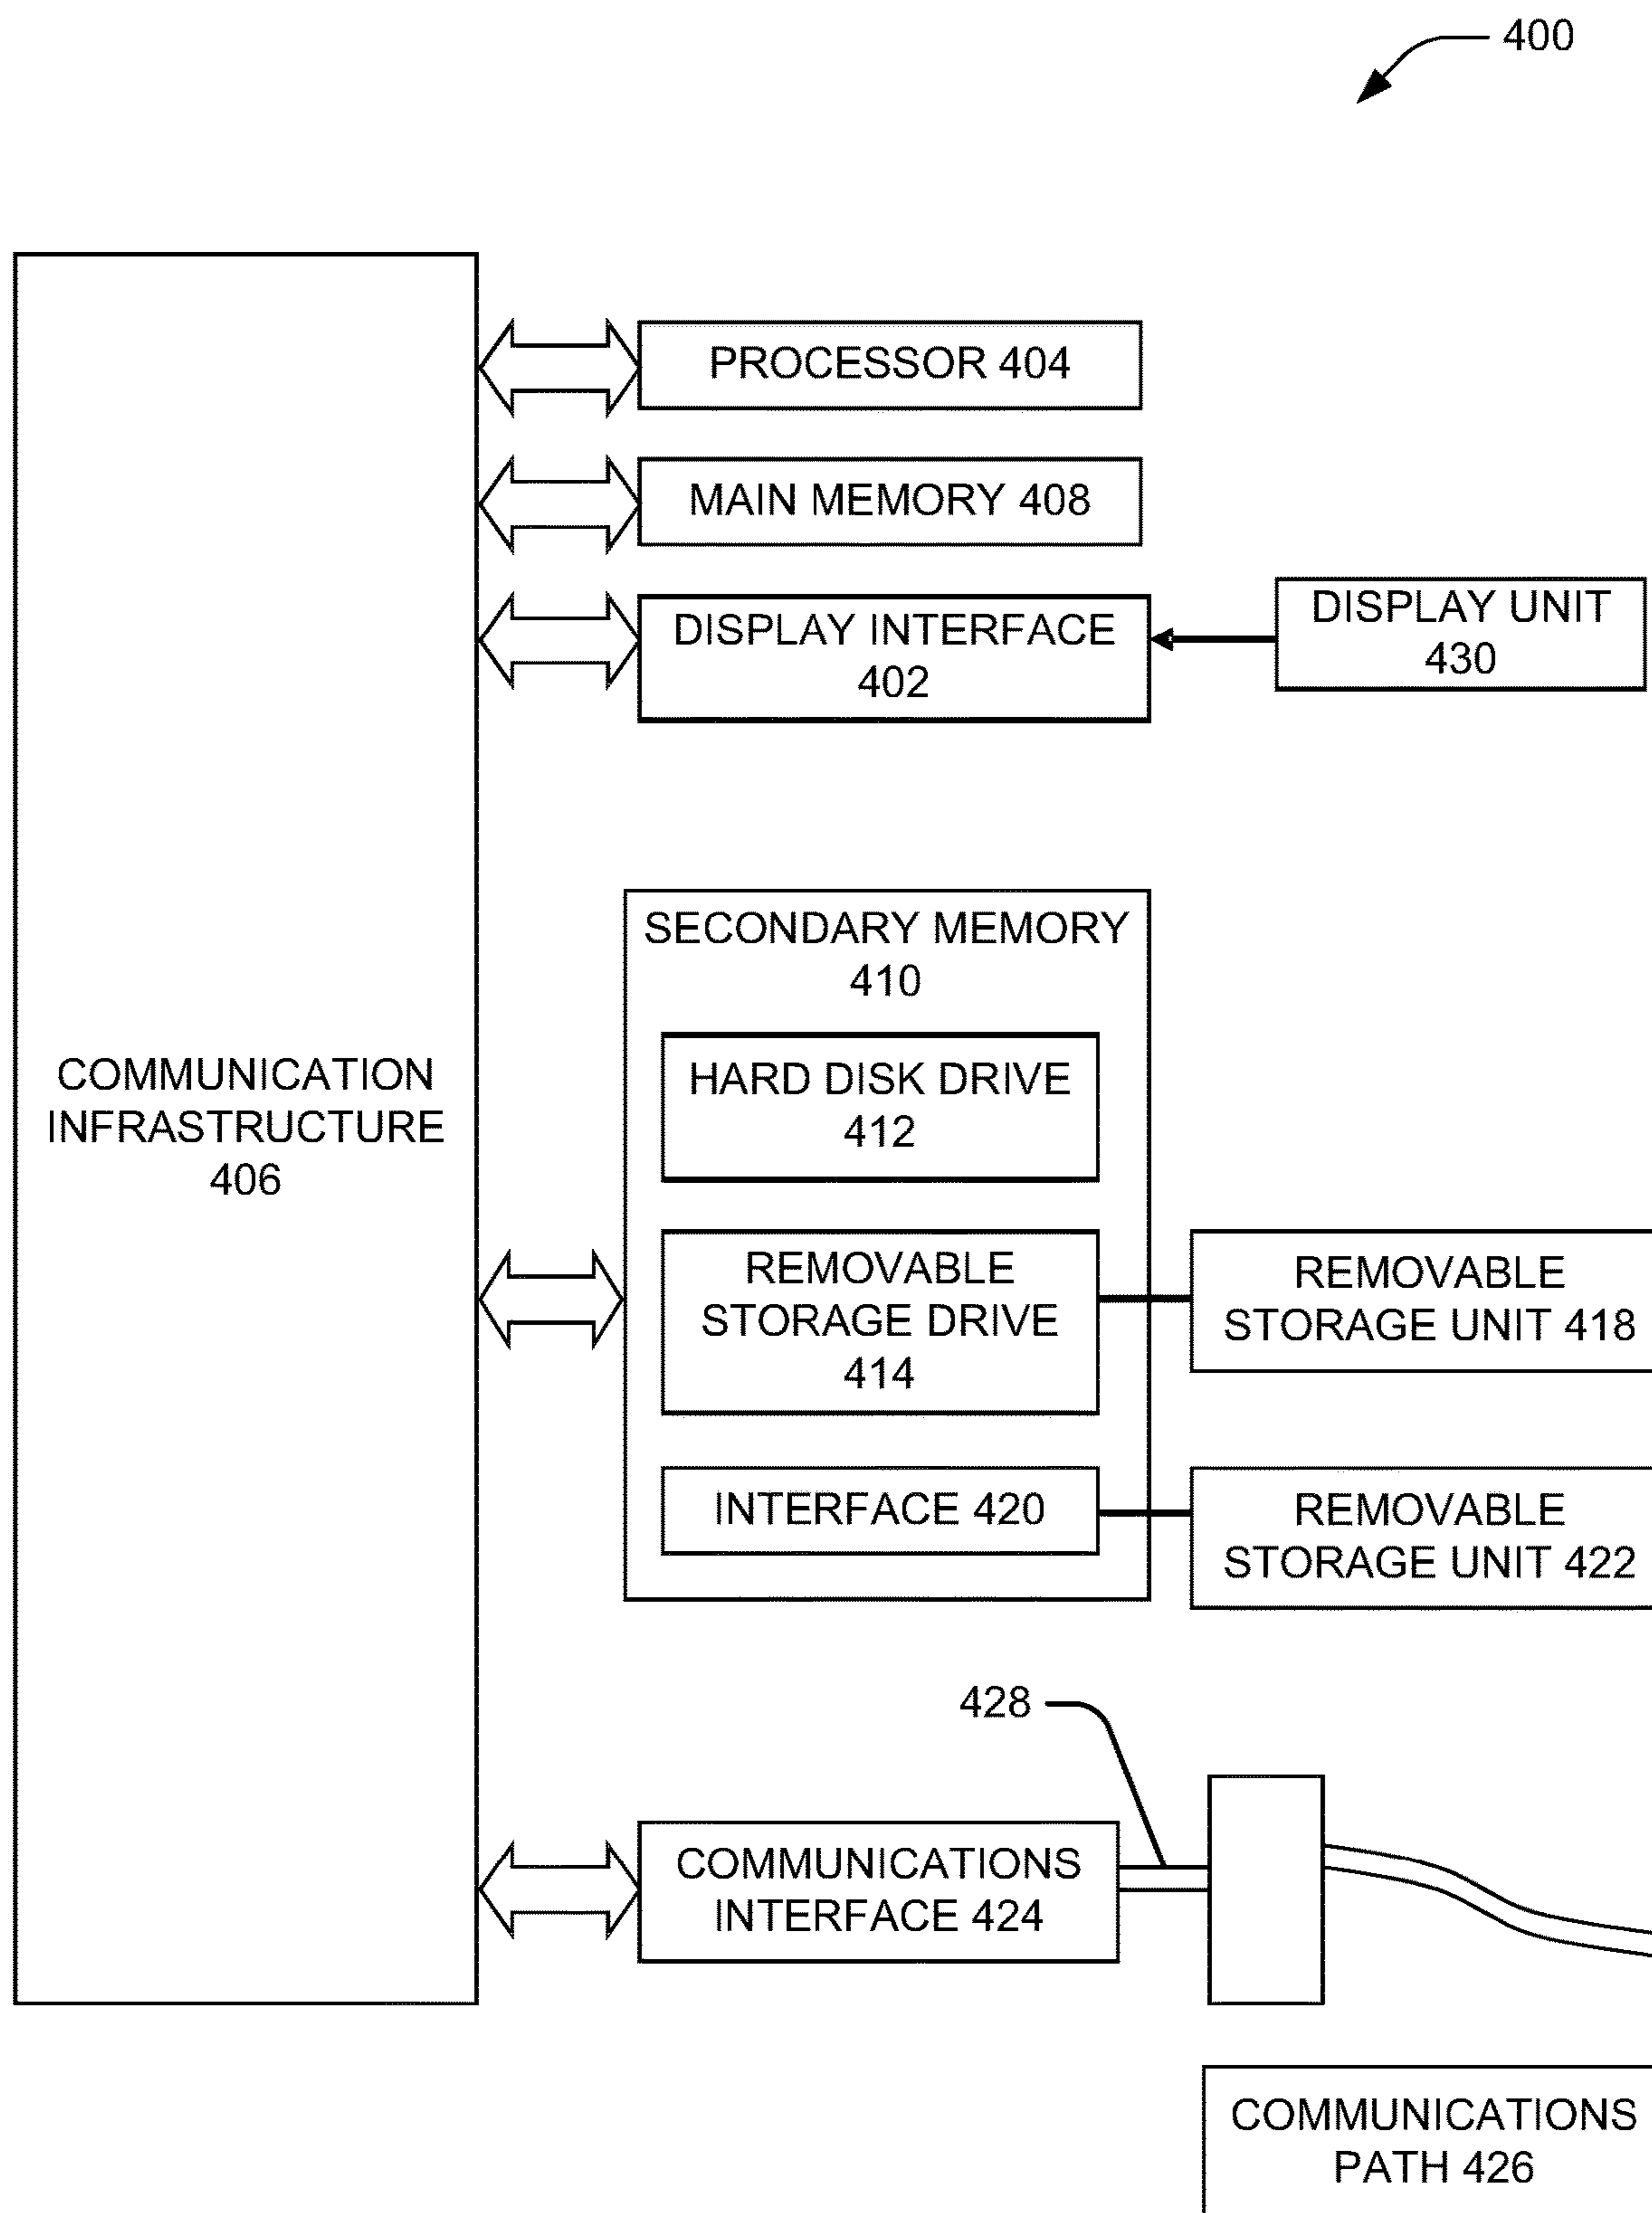 400
PROCESSOR 404
MAIN MEMORY 408
DISPLAY INTERFACE
402
DISPLAY UNIT
430
SECONDARY MEMORY
410
HARD DISK DRIVE
412
COMMUNICATION
INFRASTRUCTURE
406
REMOVABLE
STORAGE DRIVE
414
REMOVABLE
STORAGE UNIT 418
INTERFACE 420
REMOVABLE
STORAGE UNIT 422
428
COMMUNICATIONS
INTERFACE 424
COMMUNICATIONS
PATH 426